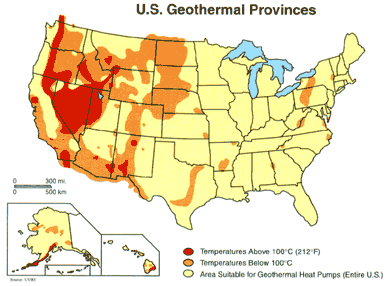 U.S. Geothermal Provinces
0 300 mi.
0 500 km
Temperatures Above 100°C (212°F)
Temperatures Below 100°C
Area Suitable for Geothermal Heat Pumps (Entire U.S.)